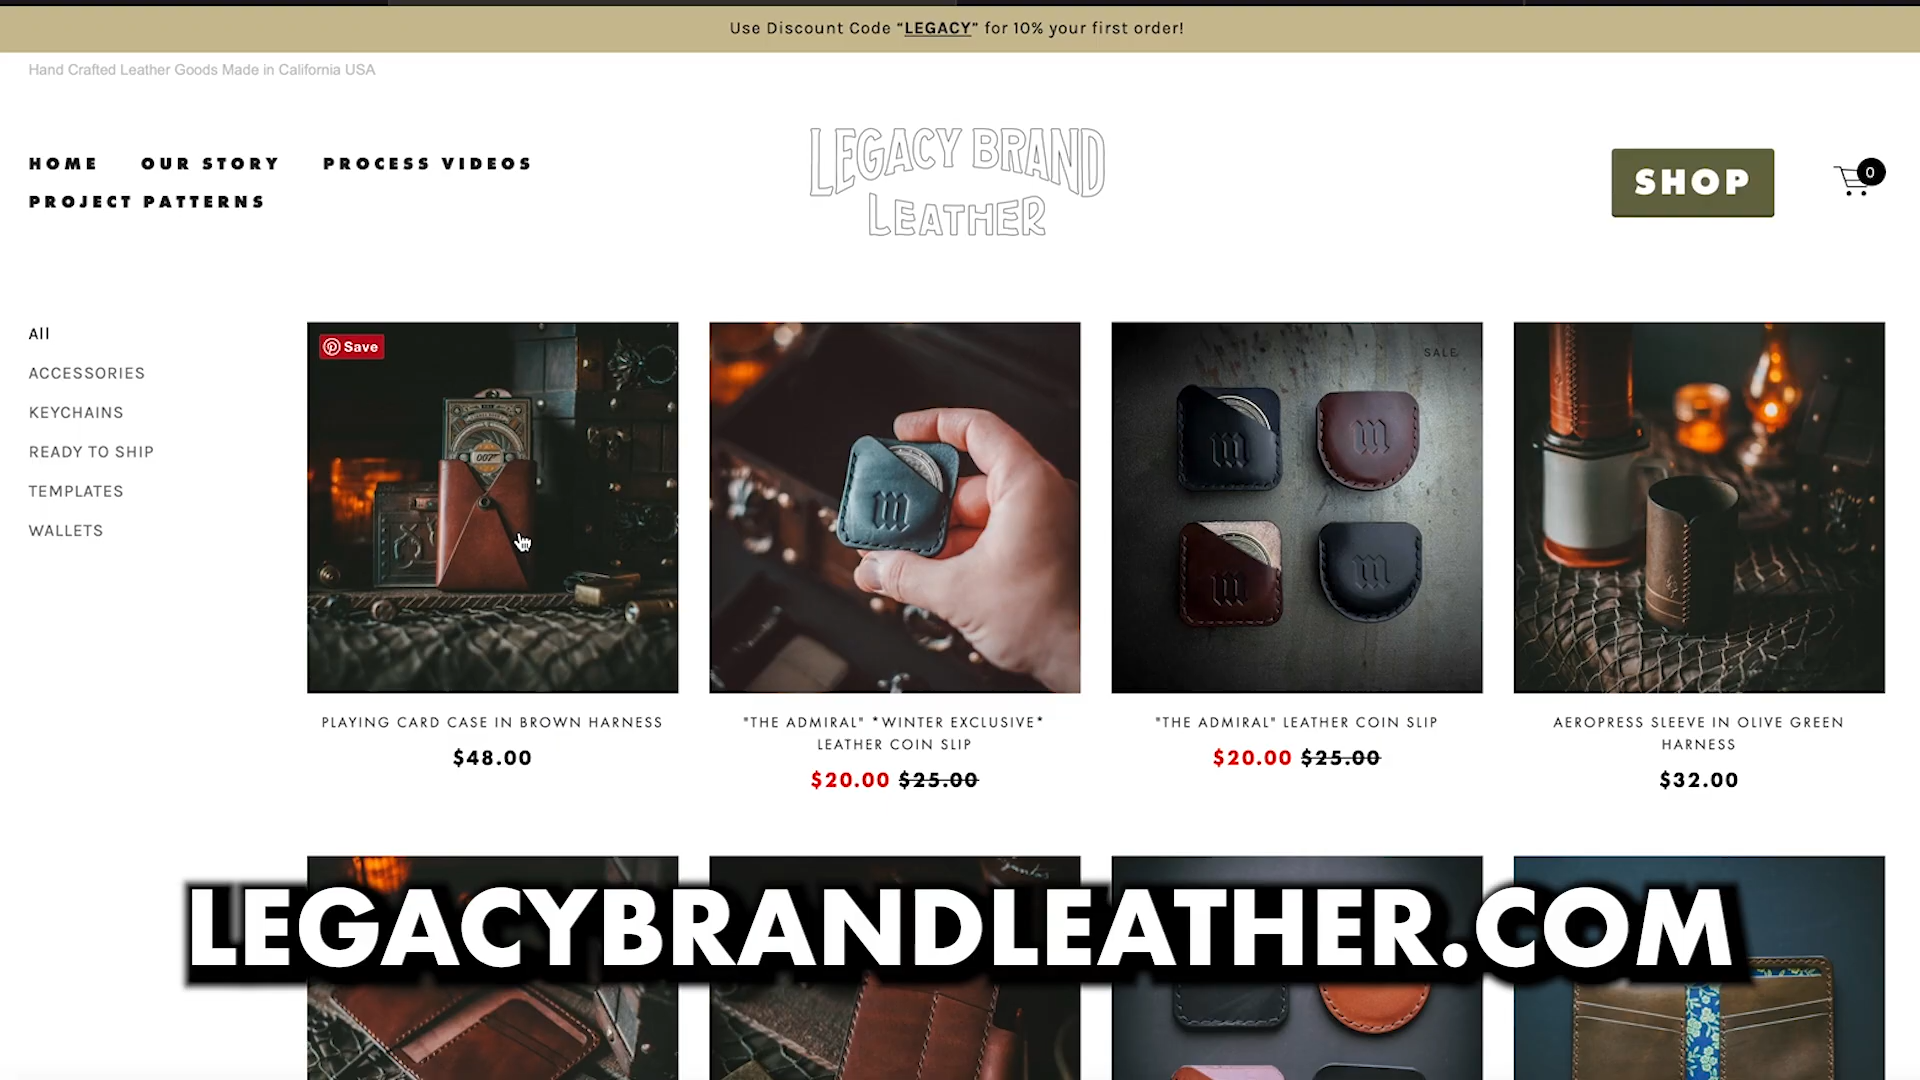 Use Discount Code “LEGACY” for 10% your first order!
Hand Crafted Leather Goods Made in California USA
HOME OUR STORY PROCESS VIDEOS
PROJECT PATTERNS
LEGACY BRAND
LEATHER
SHOP
0
All
ACCESSORIES
KEYCHAINS
READY TO SHIP
TEMPLATES
WALLETS
Save
007
SALE
PLAYING CARD CASE IN BROWN HARNESS
$48.00
"THE ADMIRAL" *WINTER EXCLUSIVE*
LEATHER COIN SLIP
$20.00 $25.00
"THE ADMIRAL" LEATHER COIN SLIP
$20.00 $25.00
AEROPRESS SLEEVE IN OLIVE GREEN
HARNESS
$32.00
LEGACYBRANDLEATHER.COM